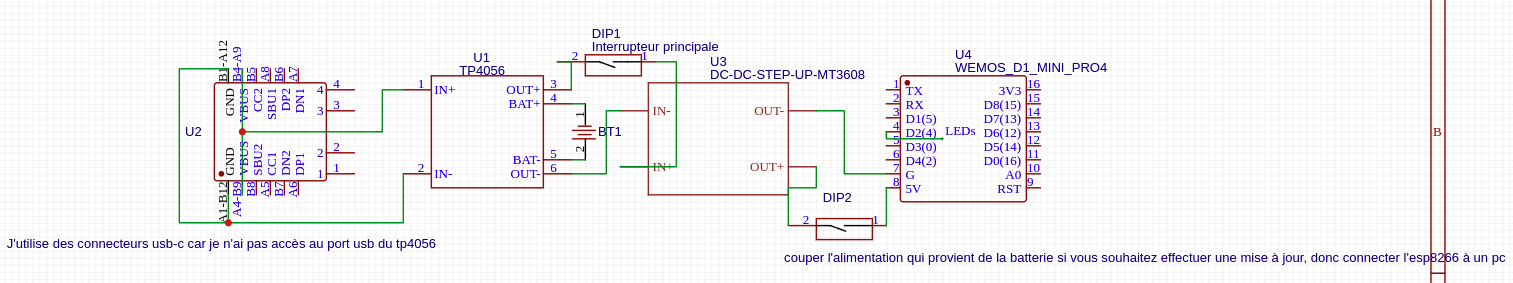 DIP1
Interrupteur principale
2
1
U1
TP4056
U3
DC-DC-STEP-UP-MT3608
U4
WEMOS_D1_MINI_PRO4
B1-A12
B4-A9
B5
A8
B6
A7
GND
VBUS
CC2
SBU1
DP2
DN1
4 4
3 3
2 2
1 1
U2
GND
VBUS
SBU2
CC1
DN2
DP1
A1-B12
A4-B9
B8
A5
B7
A6
1 IN+
2 IN-
OUT+ 3
BAT+ 4
BAT- 5
OUT- 6
1
BT1
2
IN-
IN+
OUT-
OUT+
1 TX 3V3 16
2 RX D8(15) 15
3 D1(5) D7(13) 14
4 D2(4) D6(12) 13
LEDs
5 D3(0) D5(14) 12
6 D4(2) D0(16) 11
7 G A0 10
8 5V RST 9
B
DIP2
2
1
J'utilise des connecteurs usb-c car je n'ai pas accès au port usb du tp4056
couper l'alimentation qui provient de la batterie si vous souhaitez effectuer une mise à jour, donc connecter l'esp8266 à un pc